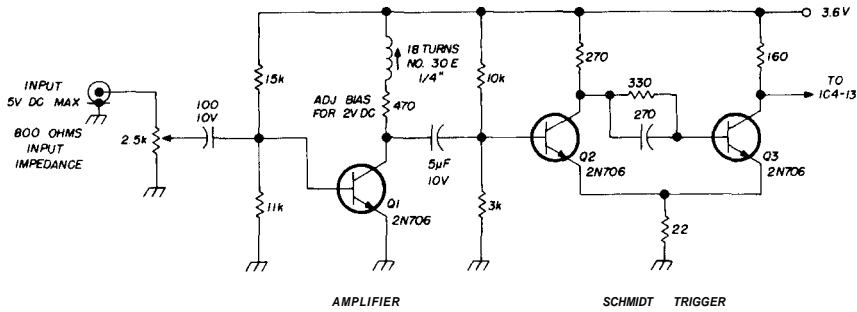 3.6V
18 TURNS
NO. 30 E
1/4"
270
160
INPUT
5V DC MAX
15k
10k
330
TO
IC4-13
100
10V
ADJ BIAS
FOR 2V DC
470
270
800 OHMS
INPUT
IMPEDANCE
2.5k
5µF
10V
Q2
2N706
Q3
2N706
11k
Q1
2N706
3k
22
AMPLIFIER
SCHMIDT TRIGGER